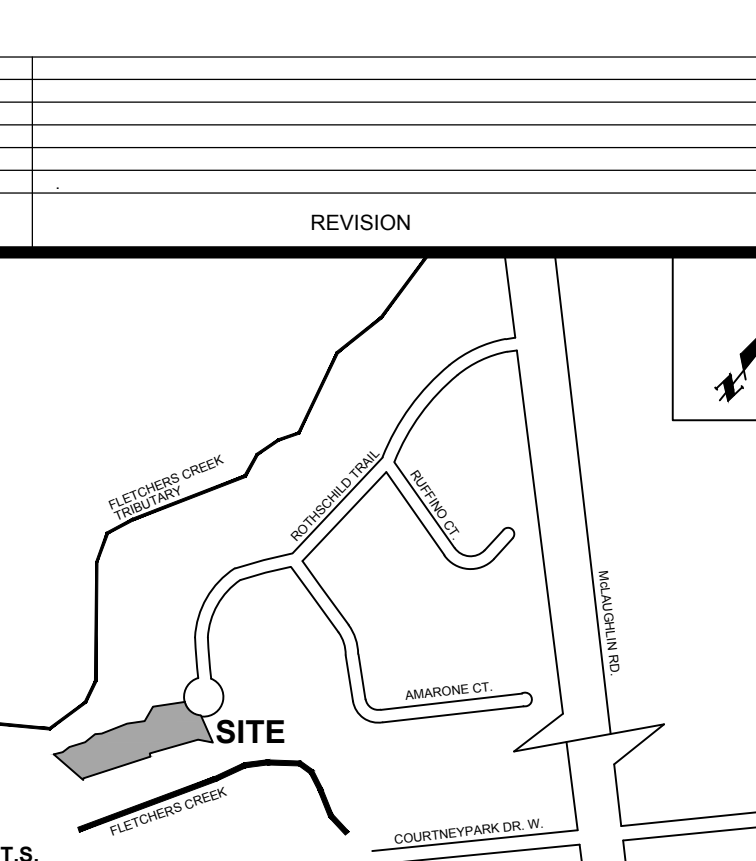 REVISION
FLETCHERS CREEK
TRIBUTARY
ROTHSCHILD TRAIL
RUFFINO CT.
McLAUGHLIN RD.
AMARONE CT.
SITE
FLETCHERS CREEK
COURTNEYPARK DR. W.
T.S.